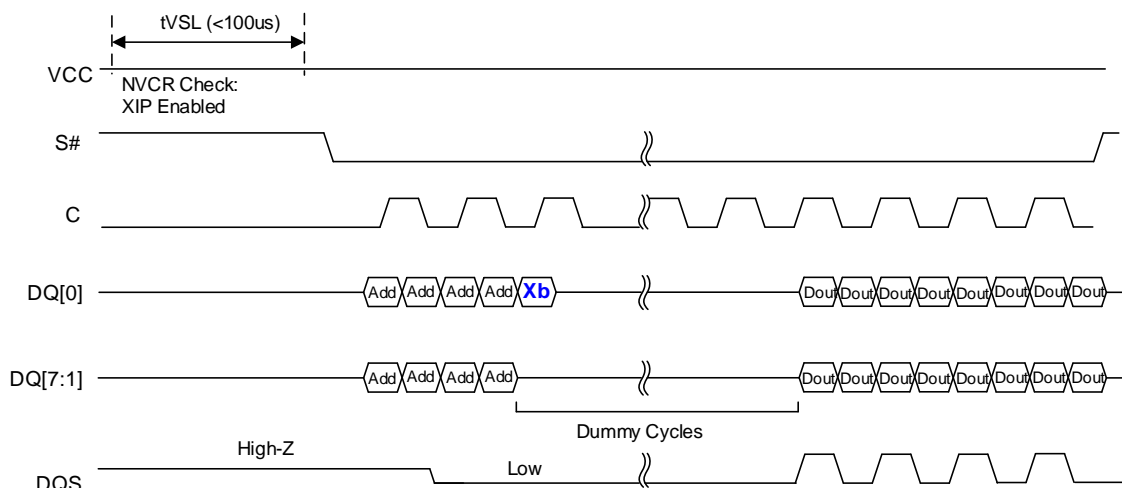 tVSL (<100us)
VCC
NVCR Check:
XIP Enabled
S#
C
DQ[0] Add Add Add Add Xb Dout Dout Dout Dout Dout Dout Dout Dout
DQ[7:1] Add Add Add Add Dout Dout Dout Dout Dout Dout Dout Dout
Dummy Cycles
High-Z
Low
DQS